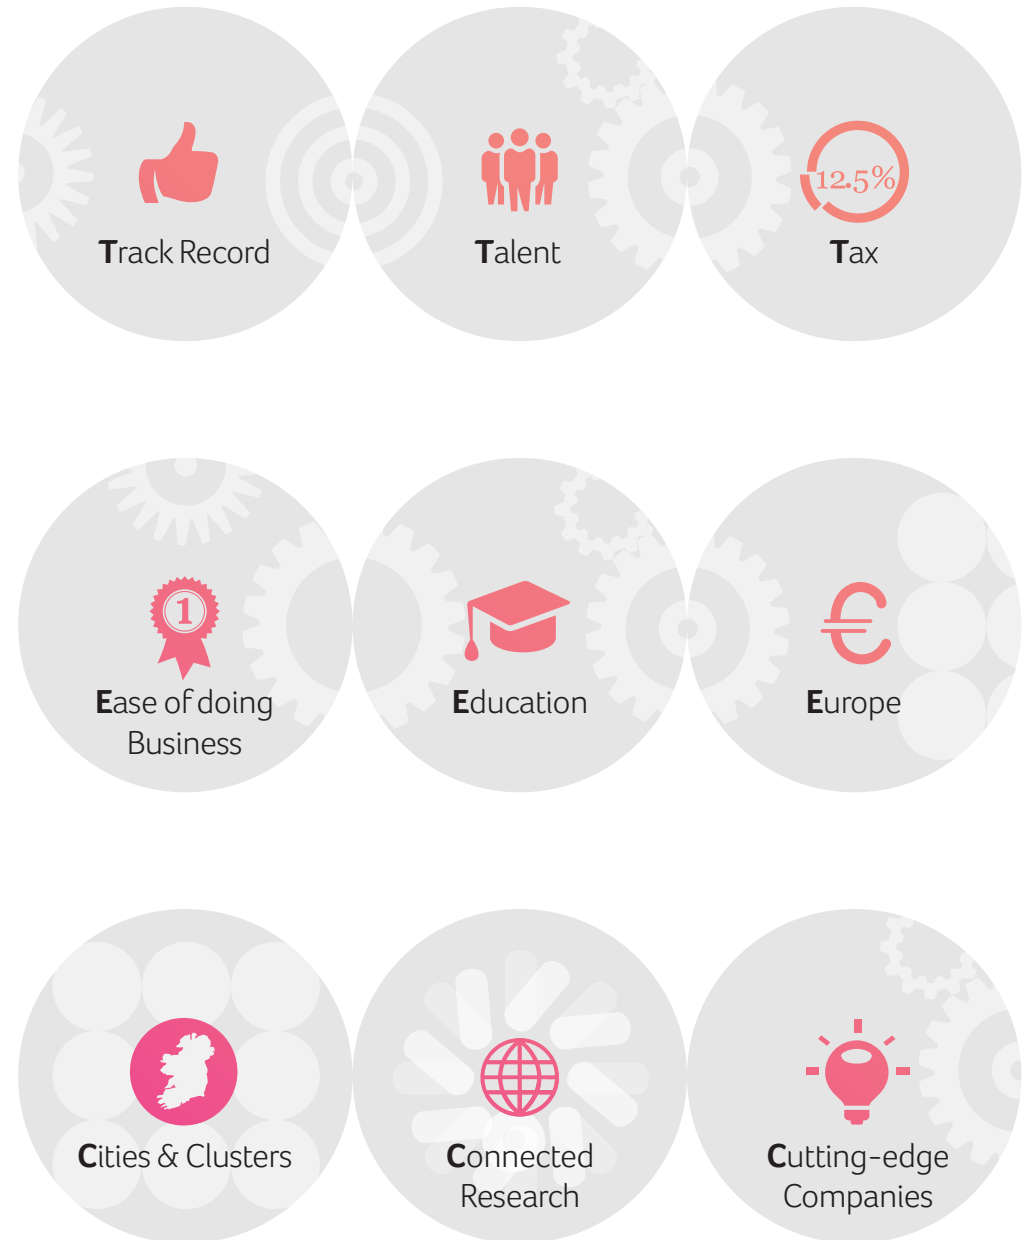 12.5%
Track Record
Talent
Tax
1
Ease of doing
Business
Education
Europe
Cities & Clusters
Connected
Research
Cutting-edge
Companies